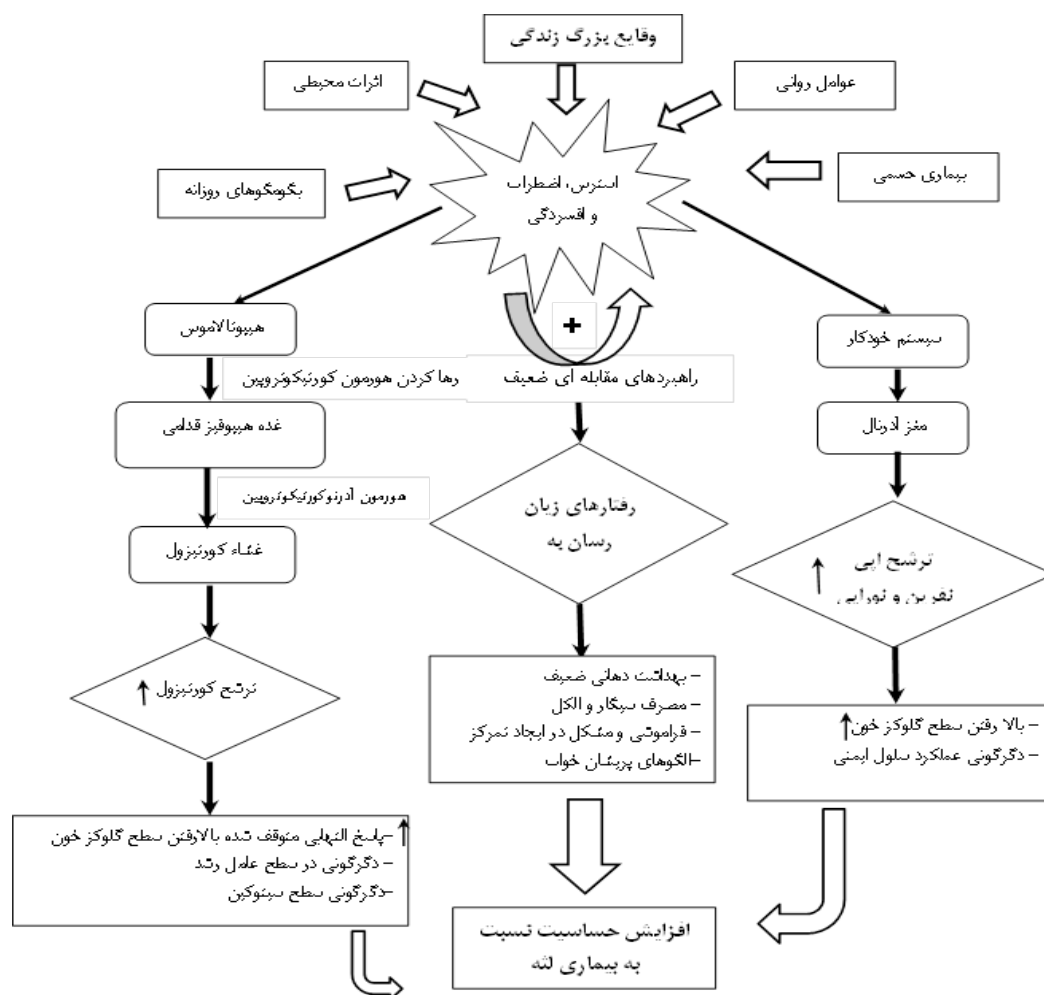 وقایع بزرگ زندگی
عوامل روانی
اثرات محیطی
بیماری جسمی
استرس، اضطراب
و افسردگی
بگومگوهای روزانه
هیپوتالاموس
+
سیستم خودکار
رها کردن هورمون کورتیکوتروپین
راهبردهای مقابله ای ضعیف
غده هیپوفیز قدامی
مغز آدرنال
هورمون آدرنوکورتیکوتروپین
رفتارهای زیان
رسان به
غشاء کورتیزول
ترشح اپی
نفرین و نوراپی
↑
ترشح کورتیزول ↑
– بهداشت دهانی ضعیف
– مصرف سیگار و الکل
– فراموشی و مشکل در ایجاد تمرکز
–الگوهای پریشان خواب
– بالا رفتن سطح گلوکز خون ↑
– دگرگونی عملکرد سلول ایمنی
–پاسخ التهابی متوقف شده بالارفتن سطح گلوکز خون ↑
–دگرگونی در سطح عامل رشد
–دگرگونی سطح سیتوکین
افزایش حساسیت نسبت
به بیماری لثه